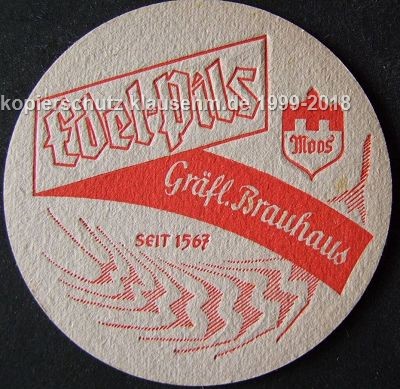 kopierschutz klausehm.de 1999-2018
Edel-Pils
Moos
Gräfl. Brauhaus
SEIT 1567